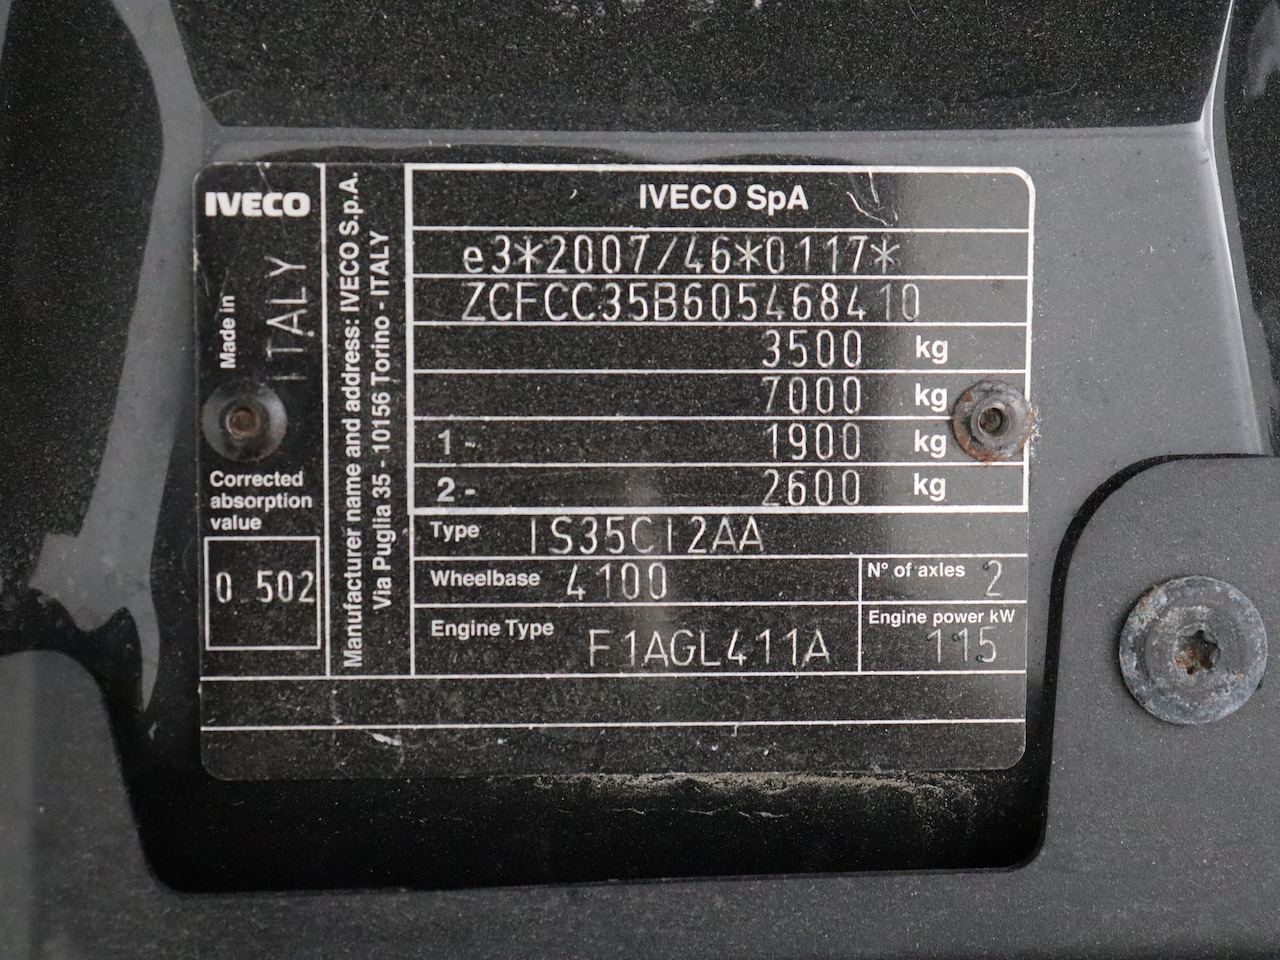 IVECO
Made in
ITALY
Corrected
absorption
value
0.502
Manufacturer name and address: IVECO S.p.A.
Via Puglia 35 - 10156 Torino - ITALY
IVECO SpA
e3*2007/46*0117*
ZCFCC35B605468410
3500 kg
7000 kg
1- 1900 kg
2- 2600 kg
Type IS35CI2AA
Wheelbase 4100 N° of axles 2
Engine Type F1AGL411A Engine power kW 115